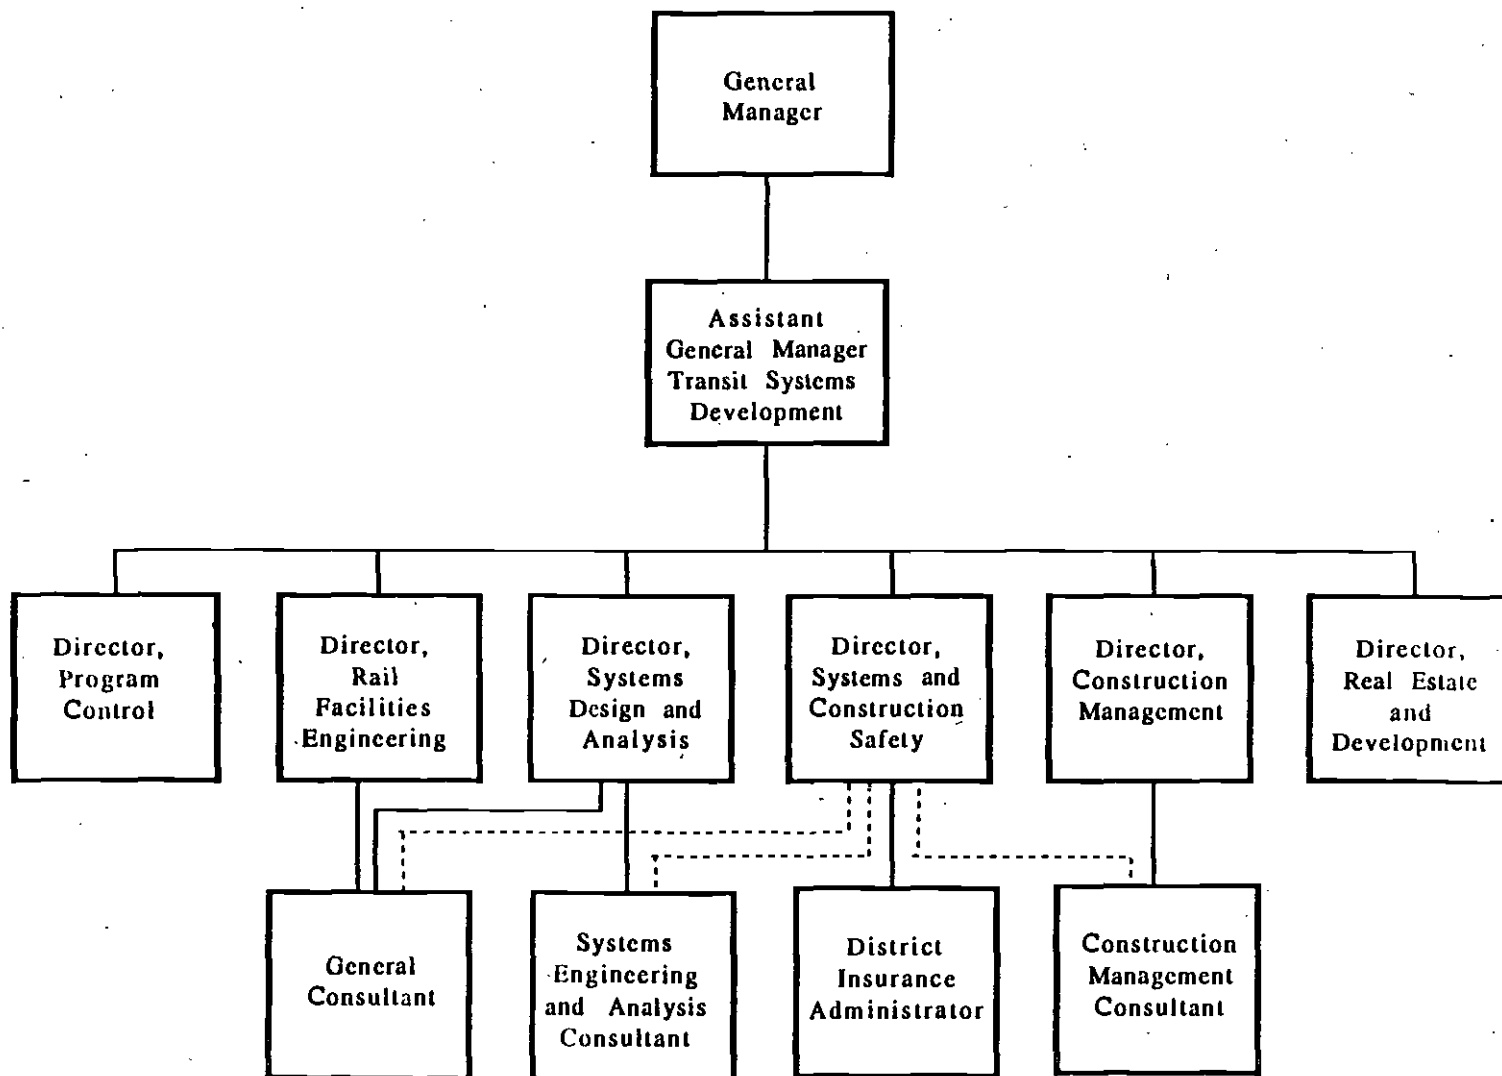 General
Manager
Assistant
General Manager
Transit Systems
Development
Director,
Program
Control
Director,
Rail
Facilities
Engineering
Director,
Systems
Design and
Analysis
Director,
Systems and
Construction
Safety
Director,
Construction
Management
Director,
Real Estate
and
Development
General
Consultant
Systems
Engineering
and Analysis
Consultant
District
Insurance
Administrator
Construction
Management
Consultant